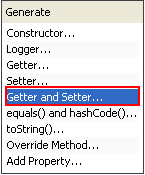 Generate
Constructor...
Logger...
Getter...
Setter...
Getter and Setter...
equals() and hashCode()...
toString()...
Override Method...
Add Property...